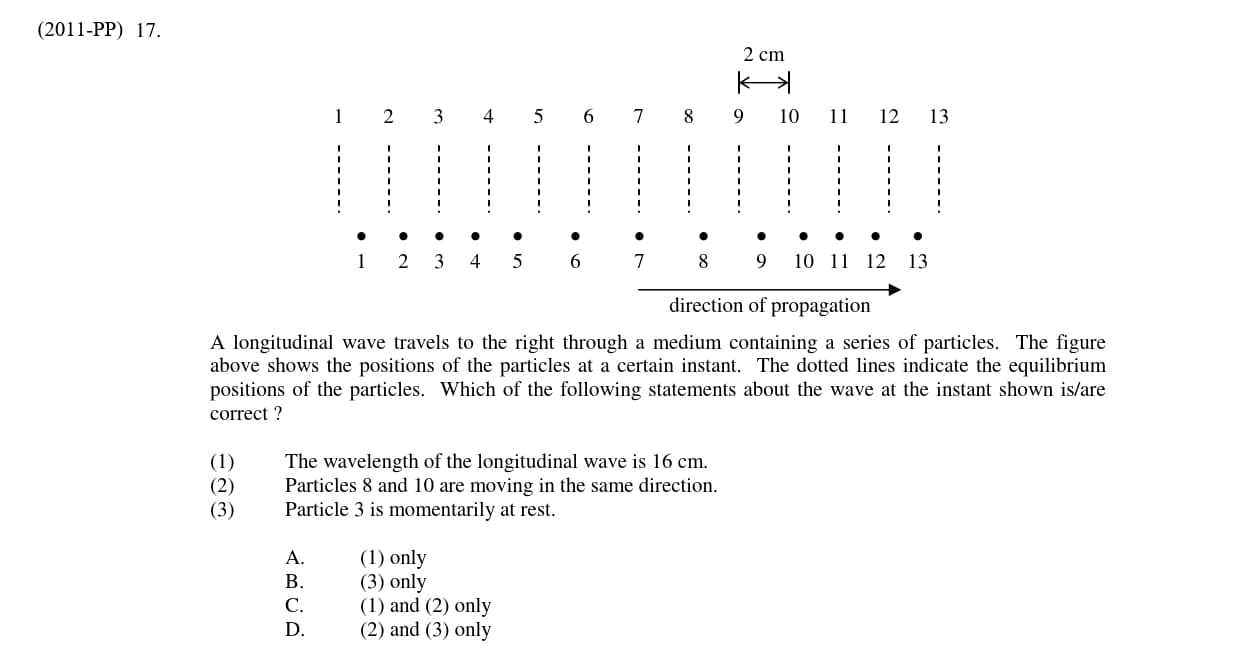 (2011-PP) 17.
2 cm
1 2 3 4 5 6 7 8 9 10 11 12 13
1 2 3 4 5 6 7 8 9 10 11 12 13
direction of propagation
A longitudinal wave travels to the right through a medium containing a series of particles. The figure
above shows the positions of the particles at a certain instant. The dotted lines indicate the equilibrium
positions of the particles. Which of the following statements about the wave at the instant shown is/are
correct ?
(1) The wavelength of the longitudinal wave is 16 cm.
(2) Particles 8 and 10 are moving in the same direction.
(3) Particle 3 is momentarily at rest.
A. (1) only
B. (3) only
C. (1) and (2) only
D. (2) and (3) only